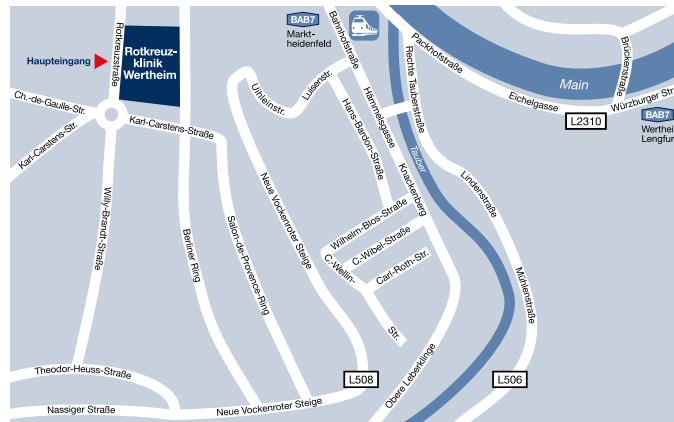 BAB7
Markt-
heidenfeld
Bahnhofstraße
Packhofstraße
Rotkreuzstraße
Rotkreuz-
klinik
Wertheim
Haupteingang
Brückenstraße
Main
Rechte Tauberstraße
Eichelgasse
Würzburger Str.
L2310
BAB7
Werthei
Lengfur
Ch.-de-Gaulle-Str.
Karl-Carstens-Str.
Karl-Carstens-Straße
Uihleinstr.
Luisenstr.
Hans-Bardon-Straße
Hämmelsgasse
Tauber
Knackenberg
Lindenstraße
Willy-Brandt-Straße
Berliner Ring
Salon-de-Provence-Ring
Neue Vockenroter Steige
Wilhelm-Blos-Straße
C.-Wibel-Straße
C.-Wellin-
Carl-Roth-Str.
Str.
Mühlenstraße
Theodor-Heuss-Straße
L508
L506
Obere Leberklinge
Nassiger Straße
Neue Vockenroter Steige